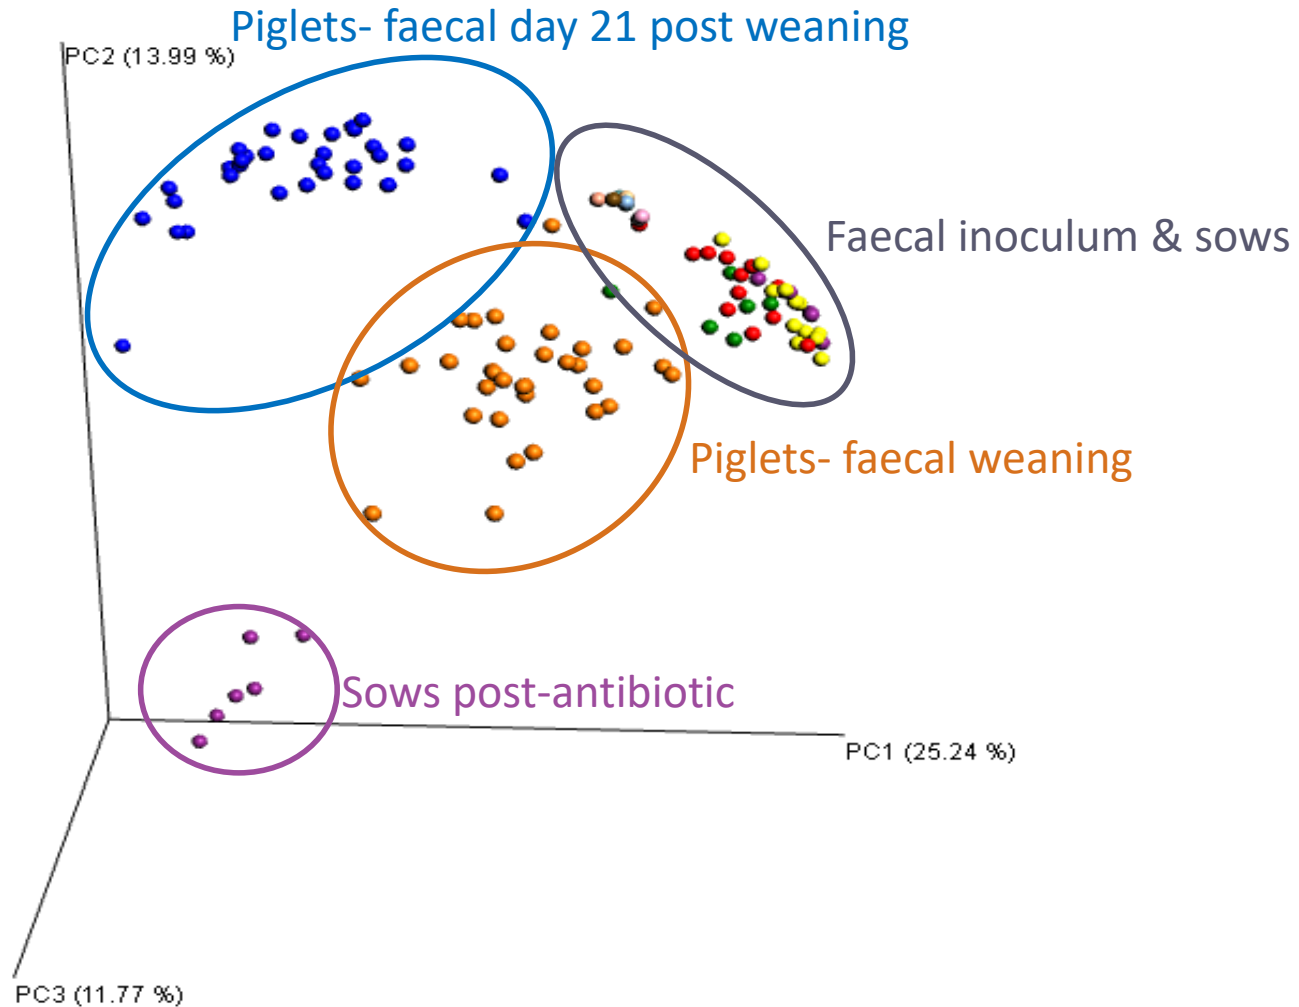 Piglets- faecal day 21 post weaning
PC2 (13.99 %)
Faecal inoculum & sows
Piglets- faecal weaning
Sows post-antibiotic
PC1 (25.24 %)
PC3 (11.77 %)